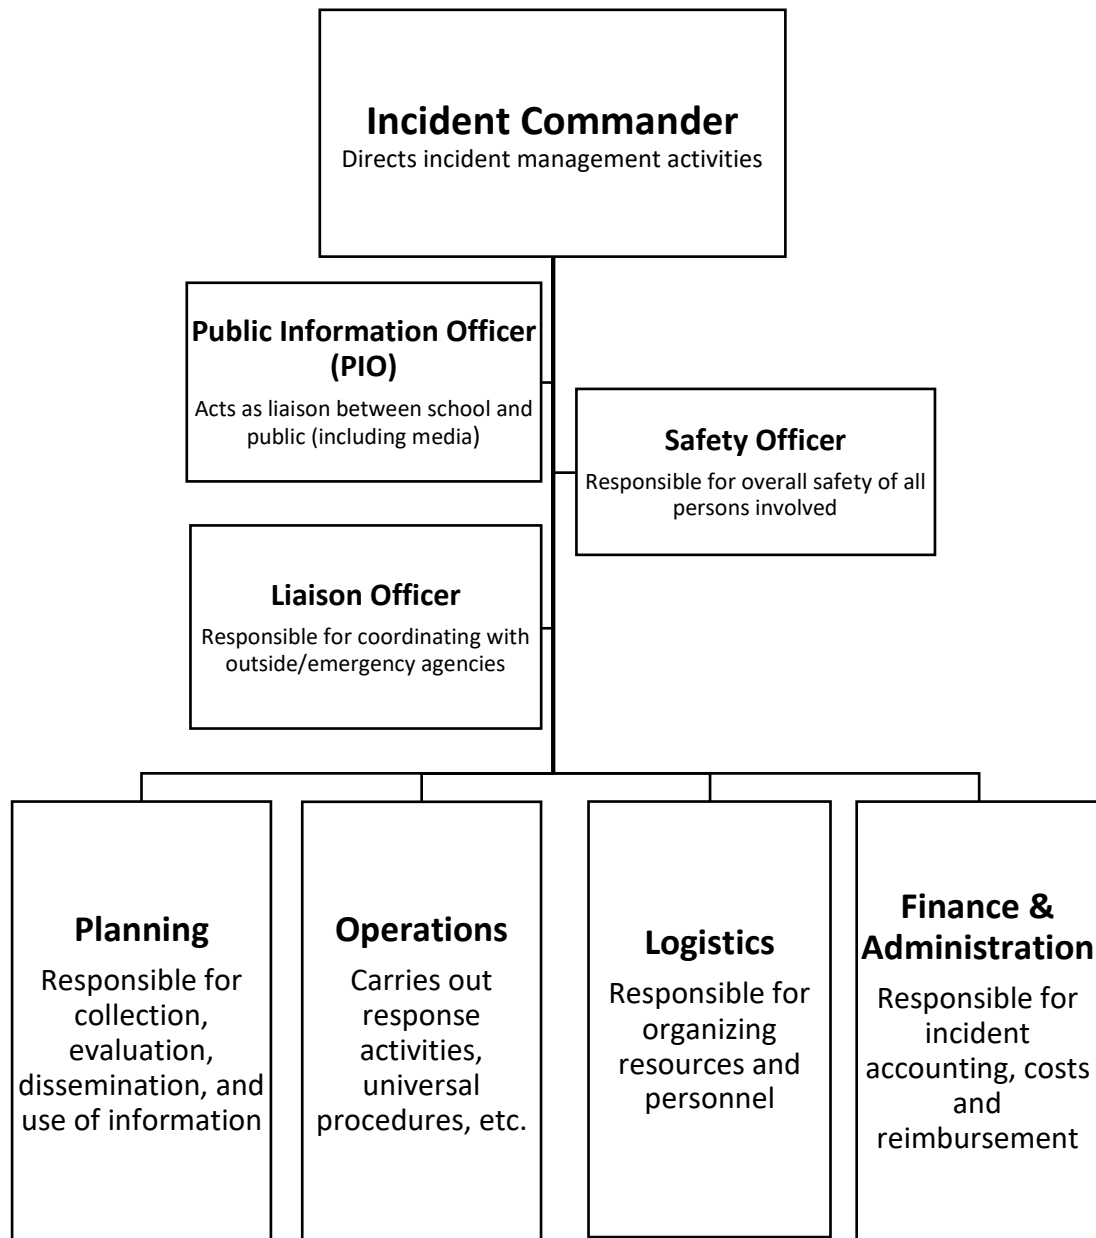 Incident Commander
Directs incident management activities
Public Information Officer
(PIO)
Acts as liaison between school and
public (including media)
Safety Officer
Responsible for overall safety of all
persons involved
Liaison Officer
Responsible for coordinating with
outside/emergency agencies
Planning
Responsible for
collection,
evaluation,
dissemination, and
use of information
Operations
Carries out
response
activities,
universal
procedures, etc.
Logistics
Responsible for
organizing
resources and
personnel
Finance &
Administration
Responsible for
incident
accounting, costs
and
reimbursement